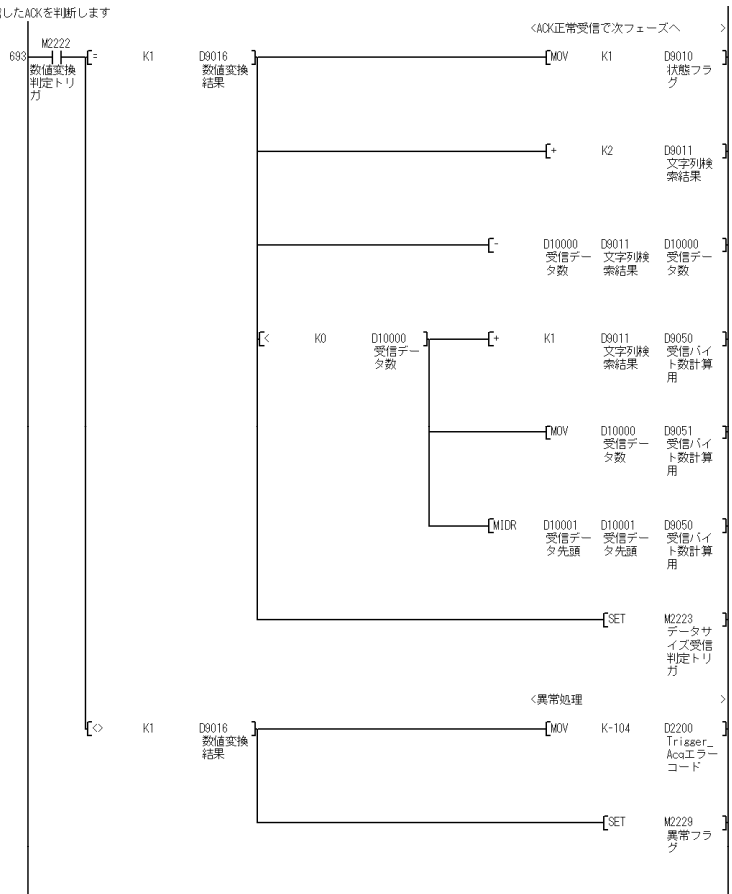 したACKを判断します
<ACK正常受信で次フェーズへ >
693 M2222 [= K1 D9016 ] [MOV K1 D9010 ]
数値変換判定トリガ 数値変換結果 状態フラグ
[+ K2 D9011 ]
文字列検索結果
[- D10000 D9011 D10000 ]
受信データ数 文字列検索結果 受信データ数
[< K0 D10000 ] [+ K1 D9011 D9050 ]
受信データ数 文字列検索結果 受信バイト数計算用
[MOV D10000 D9051 ]
受信データ数 受信バイト数計算用
[MIDR D10001 D10001 D9050 ]
受信データ先頭 受信データ先頭 受信バイト数計算用
[SET M2223 ]
データサイズ受信判定トリガ
<異常処理 >
[<> K1 D9016 ] [MOV K-104 D2200 ]
数値変換結果 Trigger_Acqエラーコード
[SET M2229 ]
異常フラグ